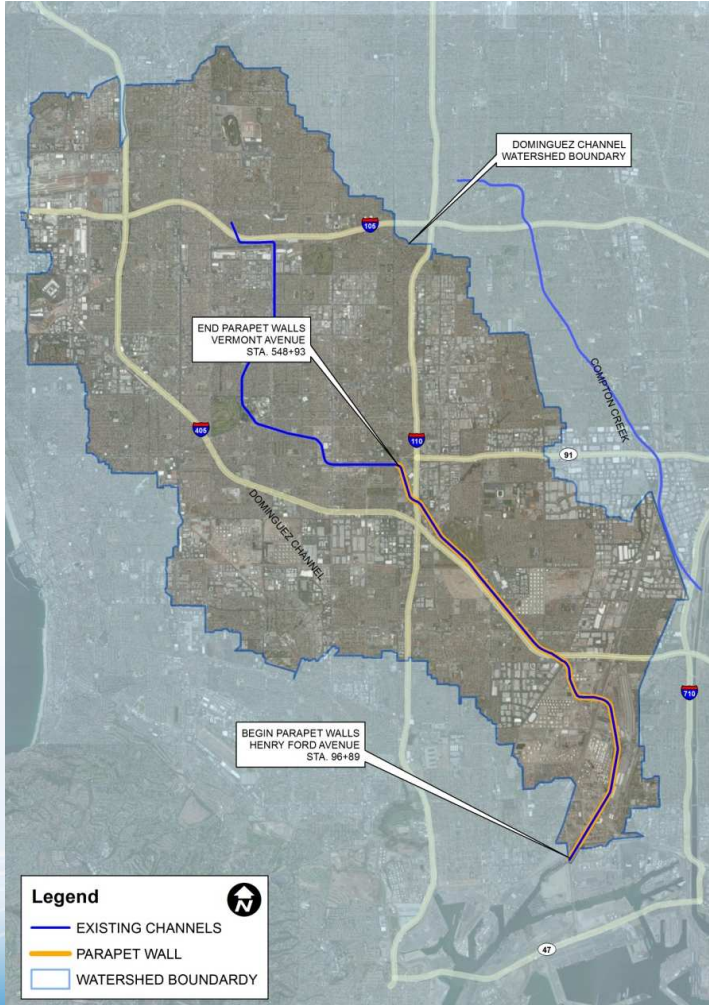 DOMINGUEZ CHANNEL
WATERSHED BOUNDARY
105
END PARAPET WALLS
VERMONT AVENUE
STA. 548+93
COMPTON CREEK
405
110
91
DOMINGUEZ CHANNEL
710
BEGIN PARAPET WALLS
HENRY FORD AVENUE
STA. 96+89
Legend
N
EXISTING CHANNELS
PARAPET WALL
WATERSHED BOUNDARDY
47